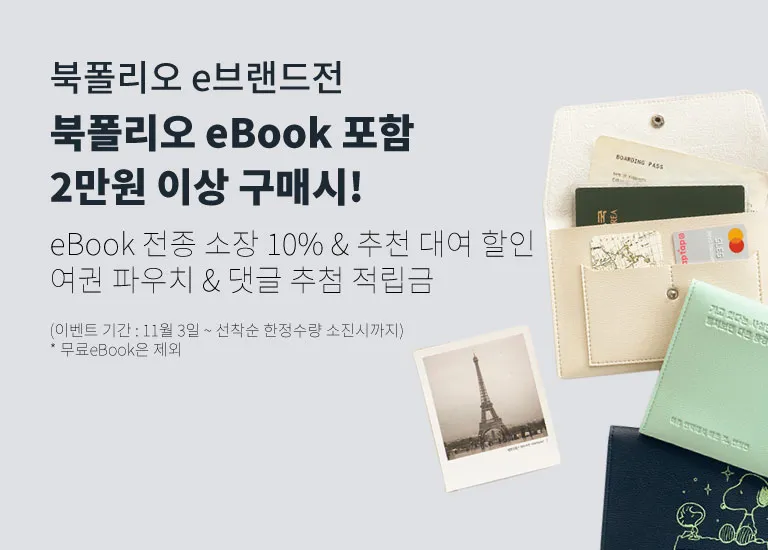 북폴리오 e브랜드전
북폴리오 eBook 포함
2만원 이상 구매시!
eBook 전종 소장 10% & 추천 대여 할인
여권 파우치 & 댓글 추첨 적립금
(이벤트 기간 : 11월 3일 ~ 선착순 한정수량 소진시까지)
* 무료eBook은 제외
BOARDING PASS